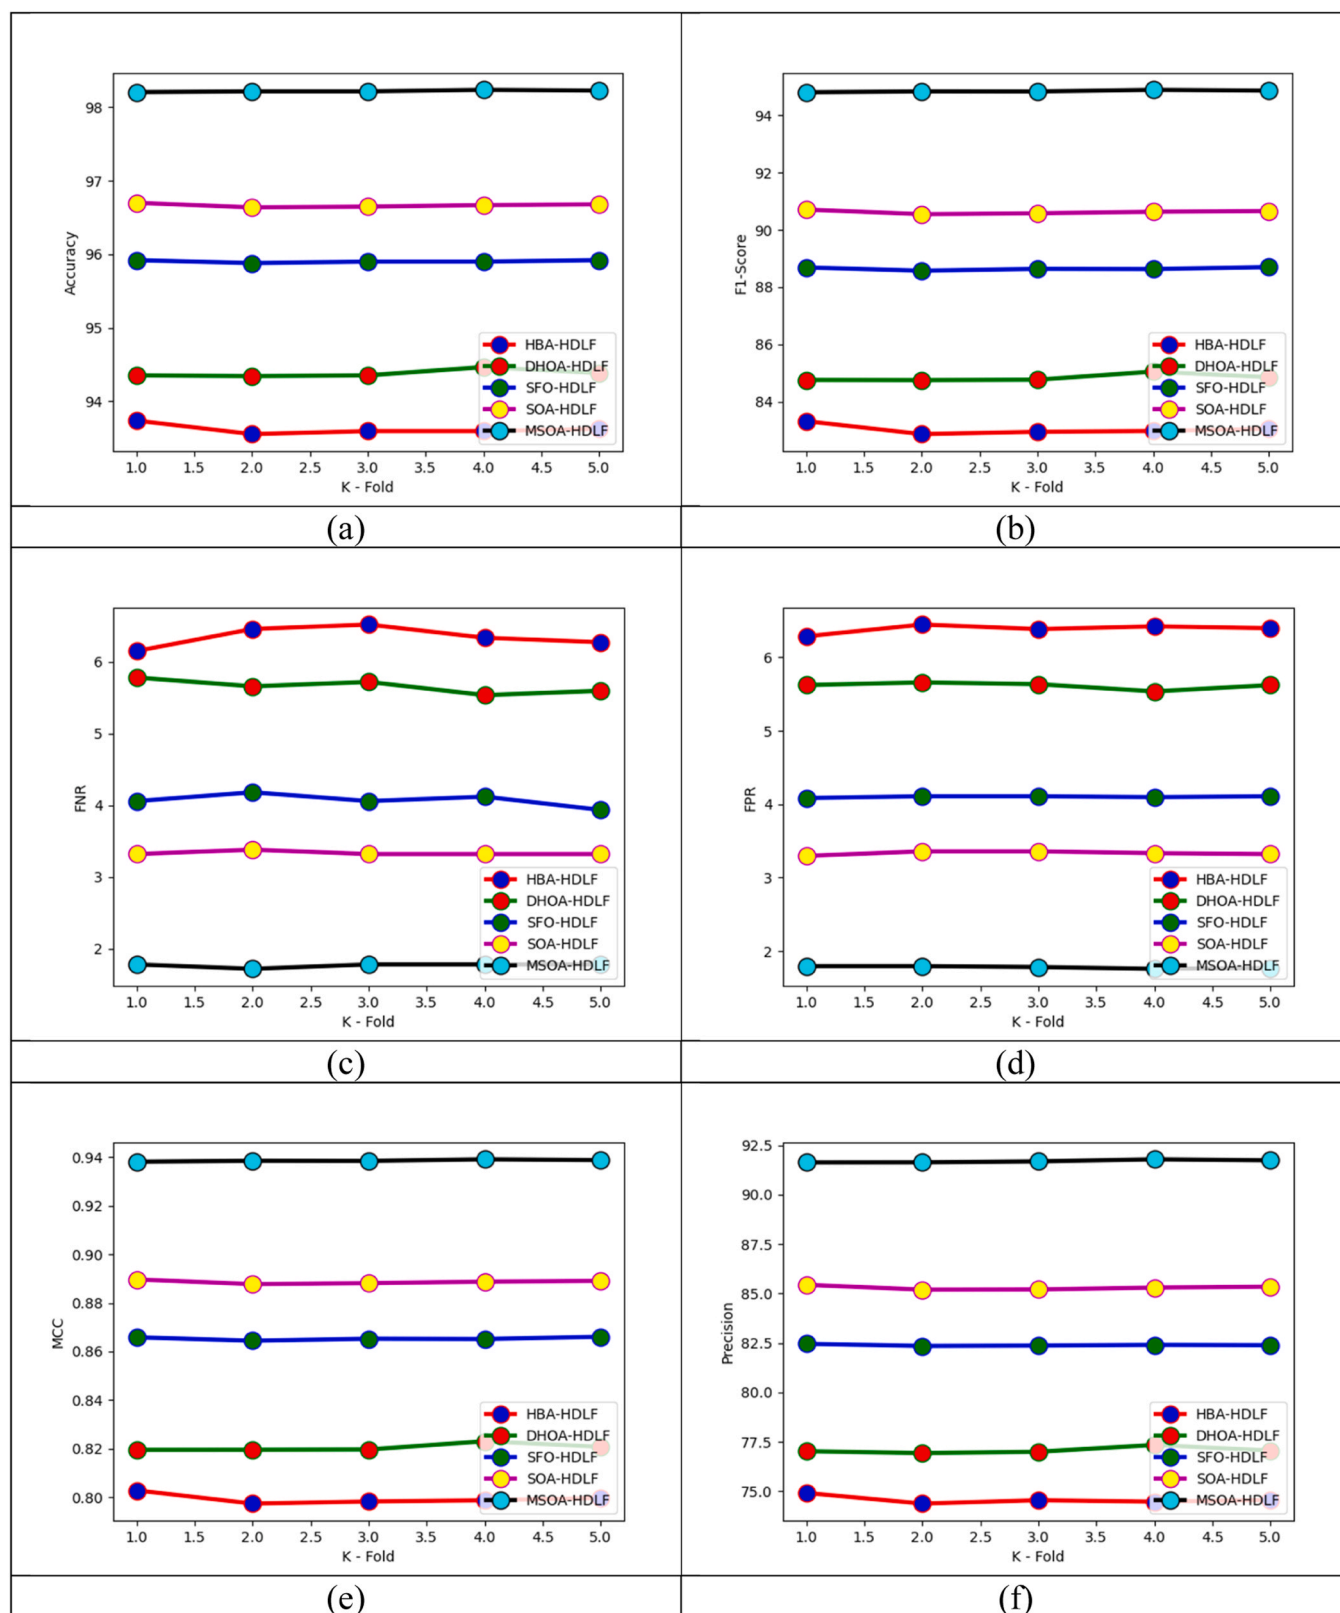 98
97
96
95
94
Accuracy
HBA-HDLF
DHOA-HDLF
SFO-HDLF
SOA-HDLF
MSOA-HDLF
1.0 1.5 2.0 2.5 3.0 3.5 4.0 4.5 5.0
K - Fold
(a)
94
92
90
88
86
84
F1-Score
HBA-HDLF
DHOA-HDLF
SFO-HDLF
SOA-HDLF
MSOA-HDLF
1.0 1.5 2.0 2.5 3.0 3.5 4.0 4.5 5.0
K - Fold
(b)
6
5
4
3
2
FNR
HBA-HDLF
DHOA-HDLF
SFO-HDLF
SOA-HDLF
MSOA-HDLF
1.0 1.5 2.0 2.5 3.0 3.5 4.0 4.5 5.0
K - Fold
(c)
6
5
4
3
2
FPR
HBA-HDLF
DHOA-HDLF
SFO-HDLF
SOA-HDLF
MSOA-HDLF
1.0 1.5 2.0 2.5 3.0 3.5 4.0 4.5 5.0
K - Fold
(d)
0.94
0.92
0.90
0.88
0.86
0.84
0.82
0.80
MCC
HBA-HDLF
DHOA-HDLF
SFO-HDLF
SOA-HDLF
MSOA-HDLF
1.0 1.5 2.0 2.5 3.0 3.5 4.0 4.5 5.0
K - Fold
(e)
92.5
90.0
87.5
85.0
82.5
80.0
77.5
75.0
Precision
HBA-HDLF
DHOA-HDLF
SFO-HDLF
SOA-HDLF
MSOA-HDLF
1.0 1.5 2.0 2.5 3.0 3.5 4.0 4.5 5.0
K - Fold
(f)